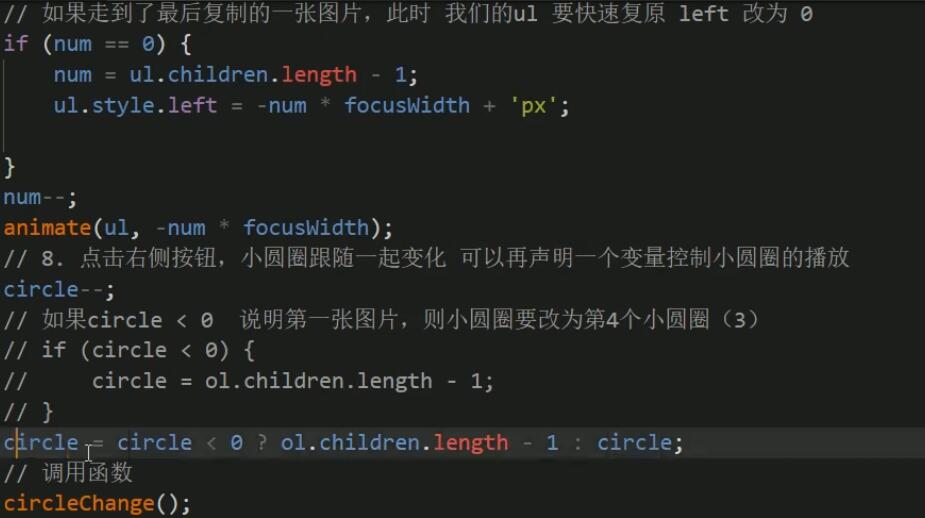 // 如果走到了最后复制的一张图片，此时 我们的ul 要快速复原 left 改为 0
if (num == 0) {
    num = ul.children.length - 1;
    ul.style.left = -num * focusWidth + 'px';
}
num--;
animate(ul, -num * focusWidth);
// 8. 点击右侧按钮，小圆圈跟随一起变化 可以再声明一个变量控制小圆圈的播放
circle--;
// 如果circle < 0  说明第一张图片，则小圆圈要改为第4个小圆圈（3）
// if (circle < 0) {
//     circle = ol.children.length - 1;
// }
circle = circle < 0 ? ol.children.length - 1 : circle;
// 调用函数
circleChange();